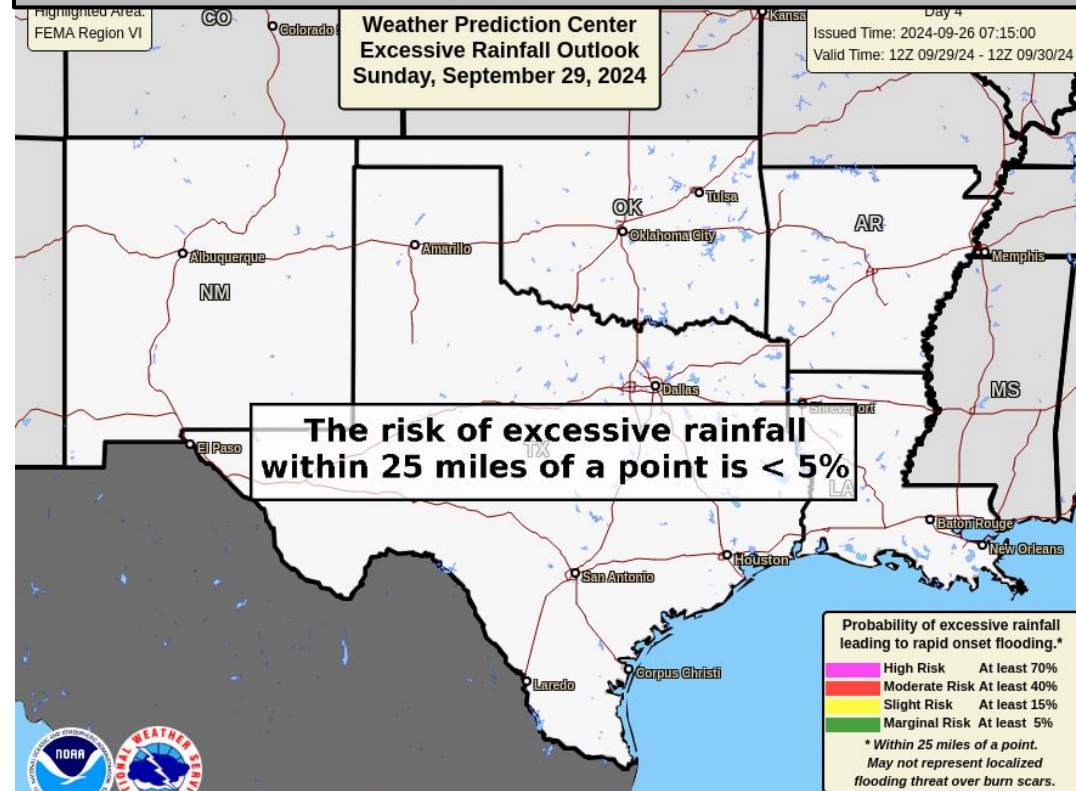 Highlighted Area:
FEMA Region VI
Weather Prediction Center
Excessive Rainfall Outlook
Sunday, September 29, 2024
Day 4
Issued Time: 2024-09-26 07:15:00
Valid Time: 12Z 09/29/24 - 12Z 09/30/24
CO
Colorado
Kansa
Tulsa
OK
Oklahoma City
AR
Amarillo
Albuquerque
Memphis
NM
Dallas
MS
Shreveport
The risk of excessive rainfall
within 25 miles of a point is < 5%
El Paso
TX
LA
Baton Rouge
New Orleans
Houston
San Antonio
Corpus Christi
Laredo
Probability of excessive rainfall
leading to rapid onset flooding.*
High Risk At least 70%
Moderate Risk At least 40%
Slight Risk At least 15%
Marginal Risk At least 5%
* Within 25 miles of a point.
May not represent localized
flooding threat over burn scars.
NOAA
WEATHER